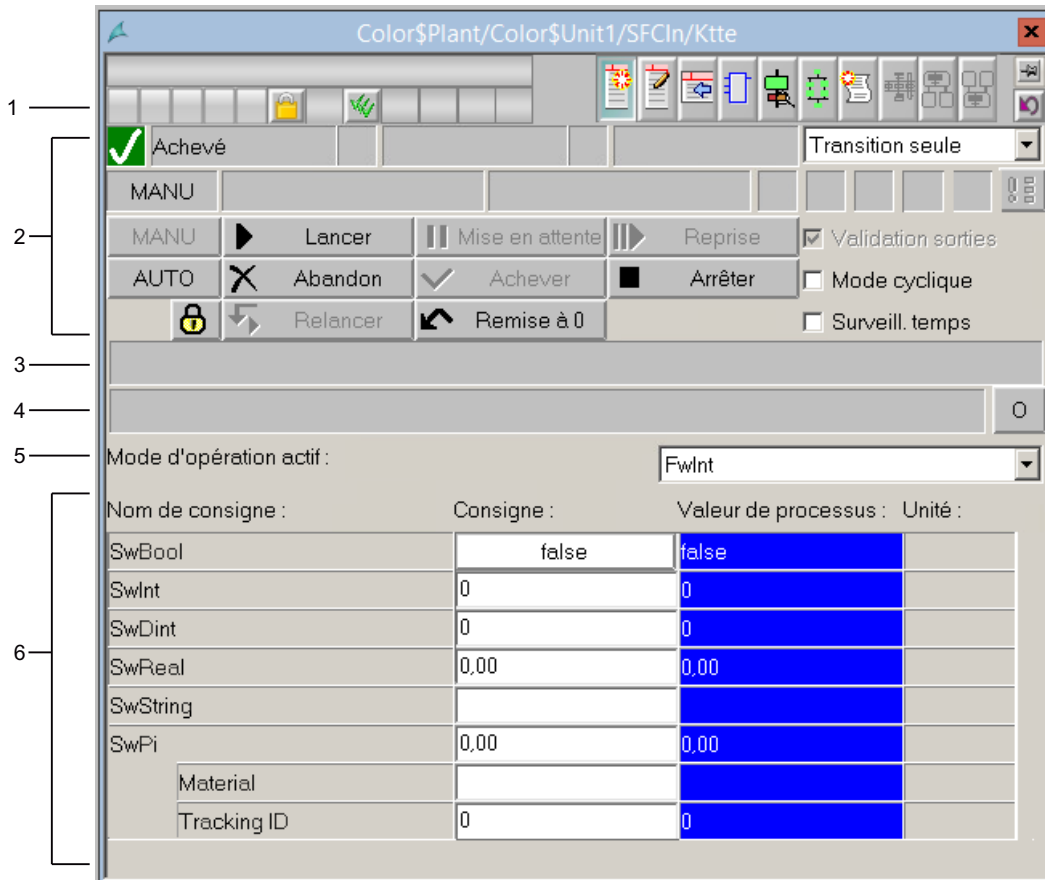 Color$Plant/Color$Unit1/SFCIn/Ktte
1
Achevé Transition seule
MANU
2
MANU Lancer Mise en attente Reprise Validation sorties
AUTO Abandon Achever Arrêter Mode cyclique
Relancer Remise à 0 Surveill. temps
3
4 O
5 Mode d'opération actif : FwInt
Nom de consigne : Consigne : Valeur de processus : Unité :
SwBool false false
SwInt 0 0
SwDint 0 0
6
SwReal 0,00 0,00
SwString
SwPi 0,00 0,00
Material
Tracking ID 0 0